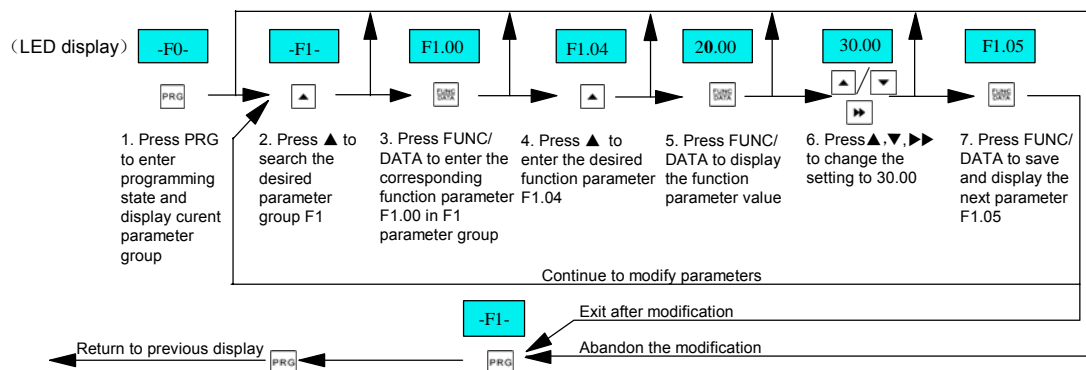 （LED display）
-F0-
-F1-
F1.00
F1.04
20.00
30.00
F1.05
PRG
▲
FUNC
DATA
▲
FUNC
DATA
▲/▼
▶▶
FUNC
DATA
1. Press PRG
to enter
programming
state and
display curent
parameter
group
2. Press ▲ to
search the
desired
parameter
group F1
3. Press FUNC/
DATA to enter the
corresponding
function parameter
F1.00 in F1
parameter group
4. Press ▲ to
enter the desired
function parameter
F1.04
5. Press FUNC/
DATA to display
the function
parameter value
6. Press▲,▼,▶▶
to change the
setting to 30.00
7. Press FUNC/
DATA to save
and display the
next parameter
F1.05
Continue to modify parameters
-F1-
Exit after modification
Return to previous display
PRG
PRG
Abandon the modification